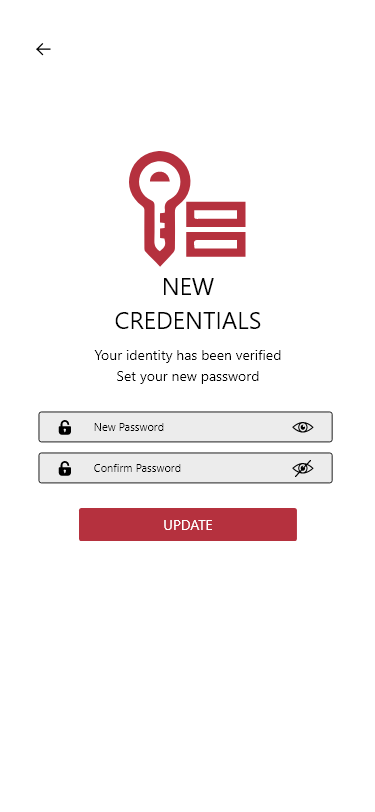 NEW
CREDENTIALS
Your identity has been verified
Set your new password
New Password
Confirm Password
UPDATE